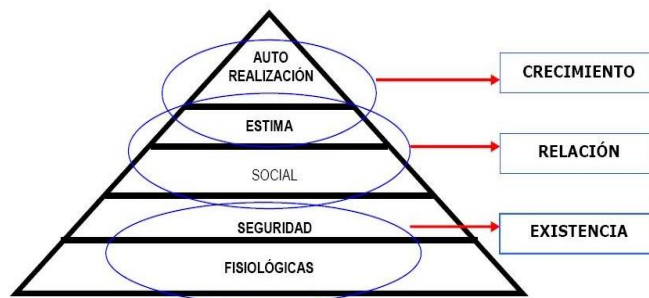 AUTO
REALIZACIÓN
CRECIMIENTO
ESTIMA
RELACIÓN
SOCIAL
SEGURIDAD
EXISTENCIA
FISIOLÓGICAS